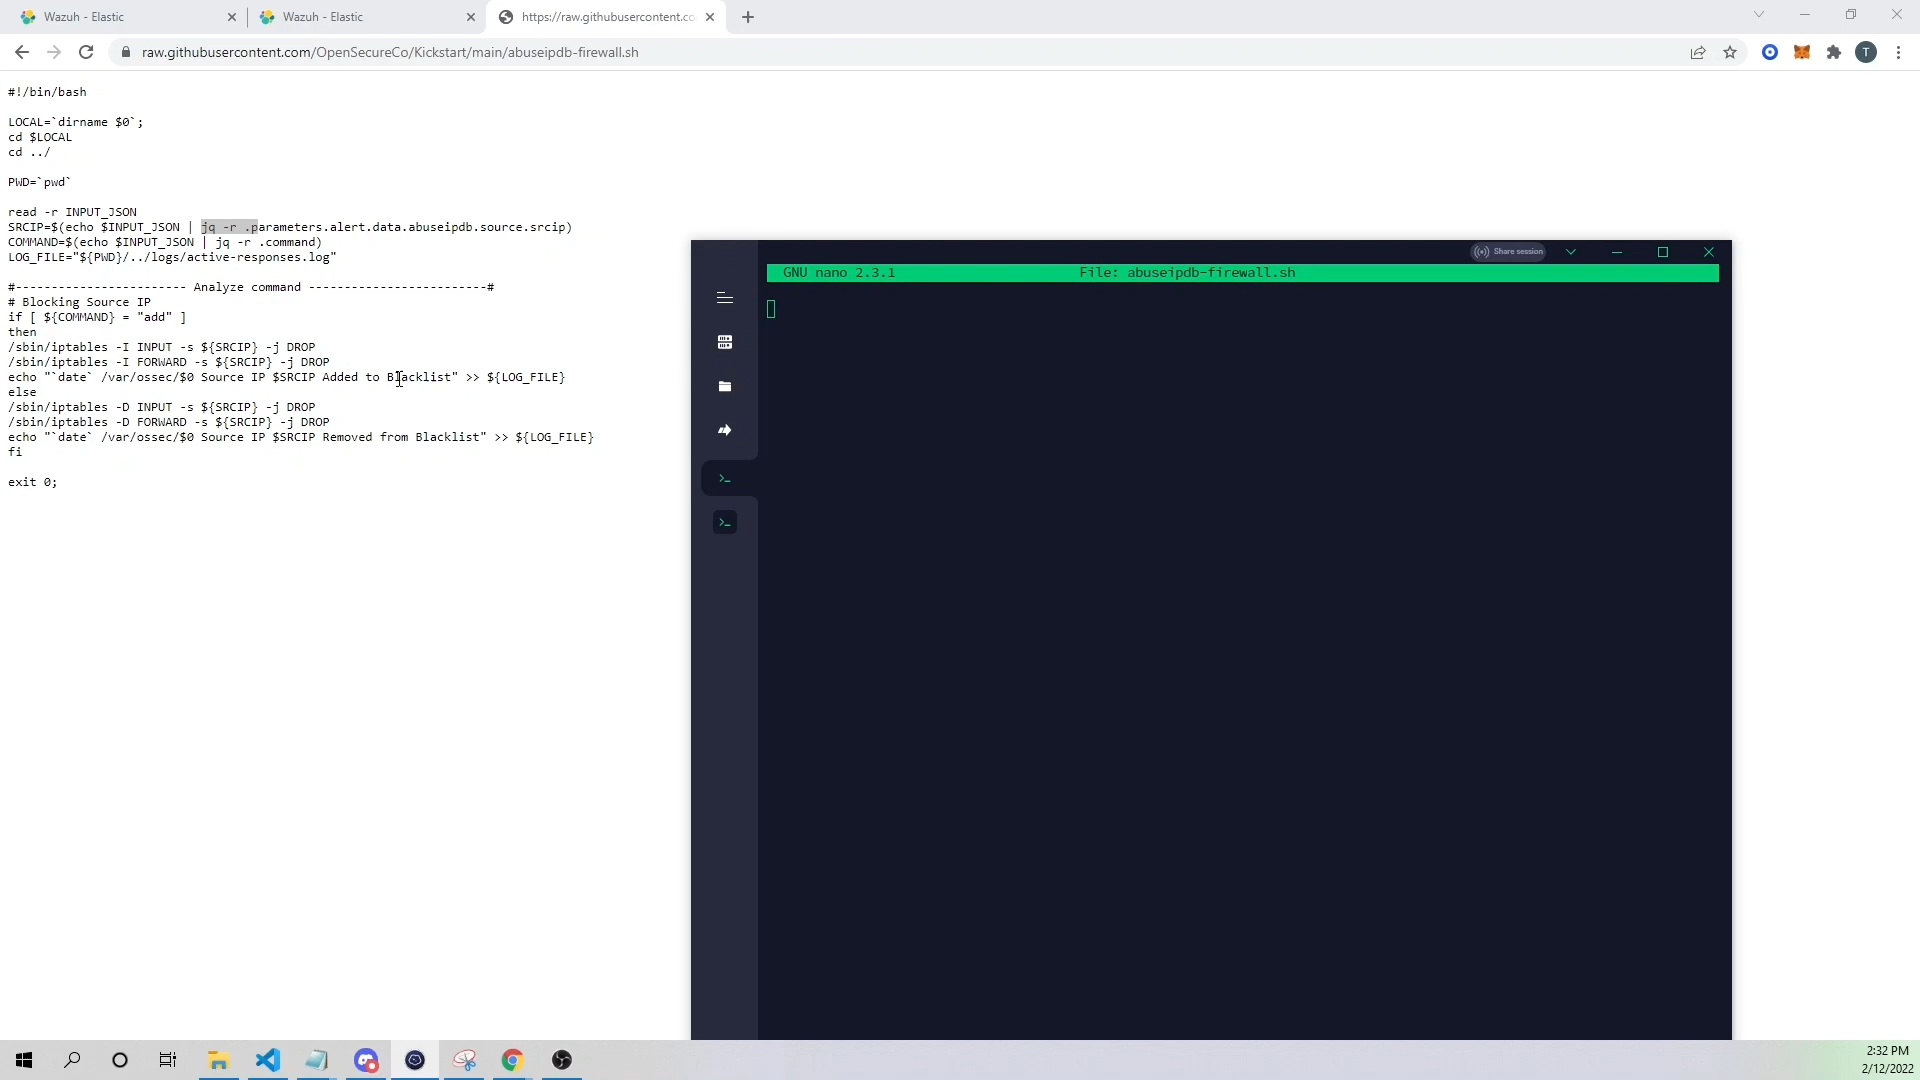 Wazuh - Elastic
Wazuh - Elastic
https://raw.githubusercontent.co
raw.githubusercontent.com/OpenSecureCo/Kickstart/main/abuseipdb-firewall.sh
T
#!/bin/bash
LOCAL=`dirname $0`;
cd $LOCAL
cd ../
PWD=`pwd`
read -r INPUT_JSON
SRCIP=$(echo $INPUT_JSON | jq -r .parameters.alert.data.abuseipdb.source.srcip)
COMMAND=$(echo $INPUT_JSON | jq -r .command)
LOG_FILE="${PWD}/../logs/active-responses.log"
#------------------------ Analyze command -------------------------#
# Blocking Source IP
if [ ${COMMAND} = "add" ]
then
/sbin/iptables -I INPUT -s ${SRCIP} -j DROP
/sbin/iptables -I FORWARD -s ${SRCIP} -j DROP
echo "`date` /var/ossec/$0 Source IP $SRCIP Added to Blacklist" >> ${LOG_FILE}
else
/sbin/iptables -D INPUT -s ${SRCIP} -j DROP
/sbin/iptables -D FORWARD -s ${SRCIP} -j DROP
echo "`date` /var/ossec/$0 Source IP $SRCIP Removed from Blacklist" >> ${LOG_FILE}
fi
exit 0;
Share session
GNU nano 2.3.1 File: abuseipdb-firewall.sh
2:32 PM
2/12/2022